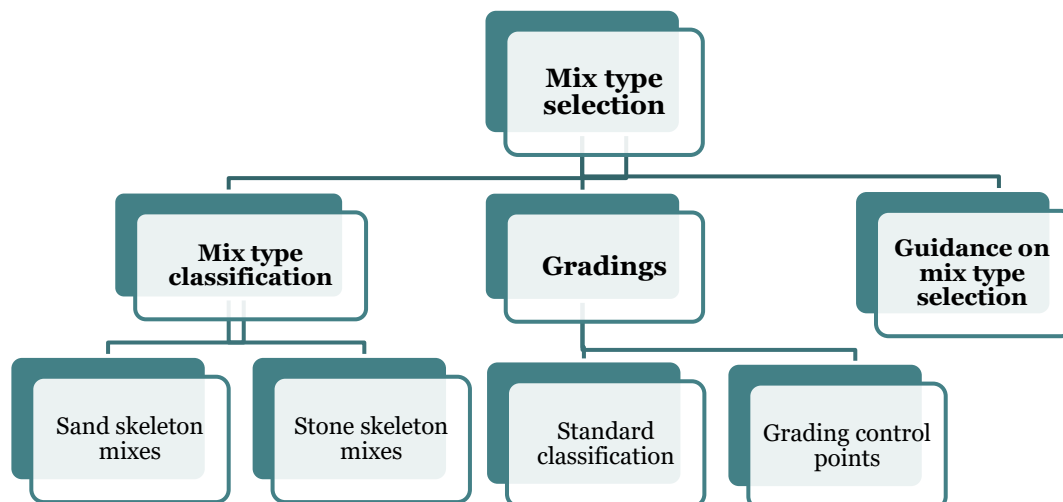 Mix type
selection
Mix type
classification
Gradings
Guidance on
mix type
selection
Sand skeleton
mixes
Stone skeleton
mixes
Standard
classification
Grading control
points